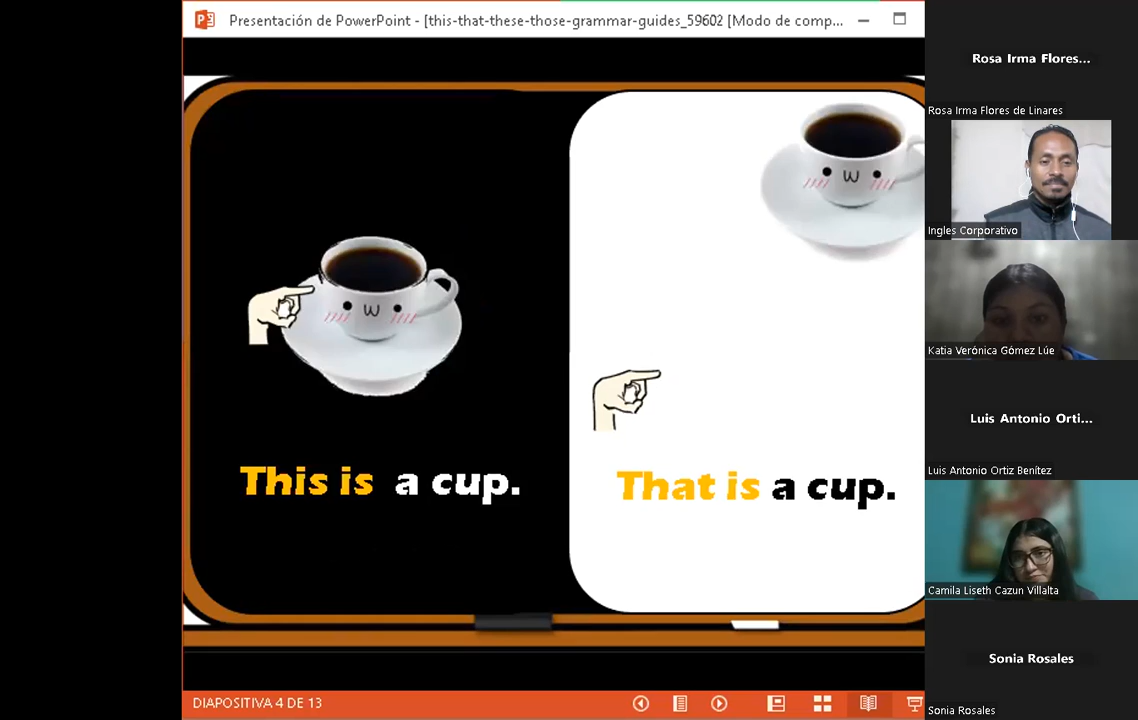 Presentación de PowerPoint - [this-that-these-those-grammar-guides_59602 [Modo de comp...
This is a cup.
That is a cup.
DIAPOSITIVA 4 DE 13
Rosa Irma Flores...
Rosa Irma Flores de Linares
Ingles Corporativo
Katia Verónica Gómez Lúe
Luis Antonio Orti...
Luis Antonio Ortiz Benítez
Camila Liseth Cazun Villalta
Sonia Rosales
Sonia Rosales